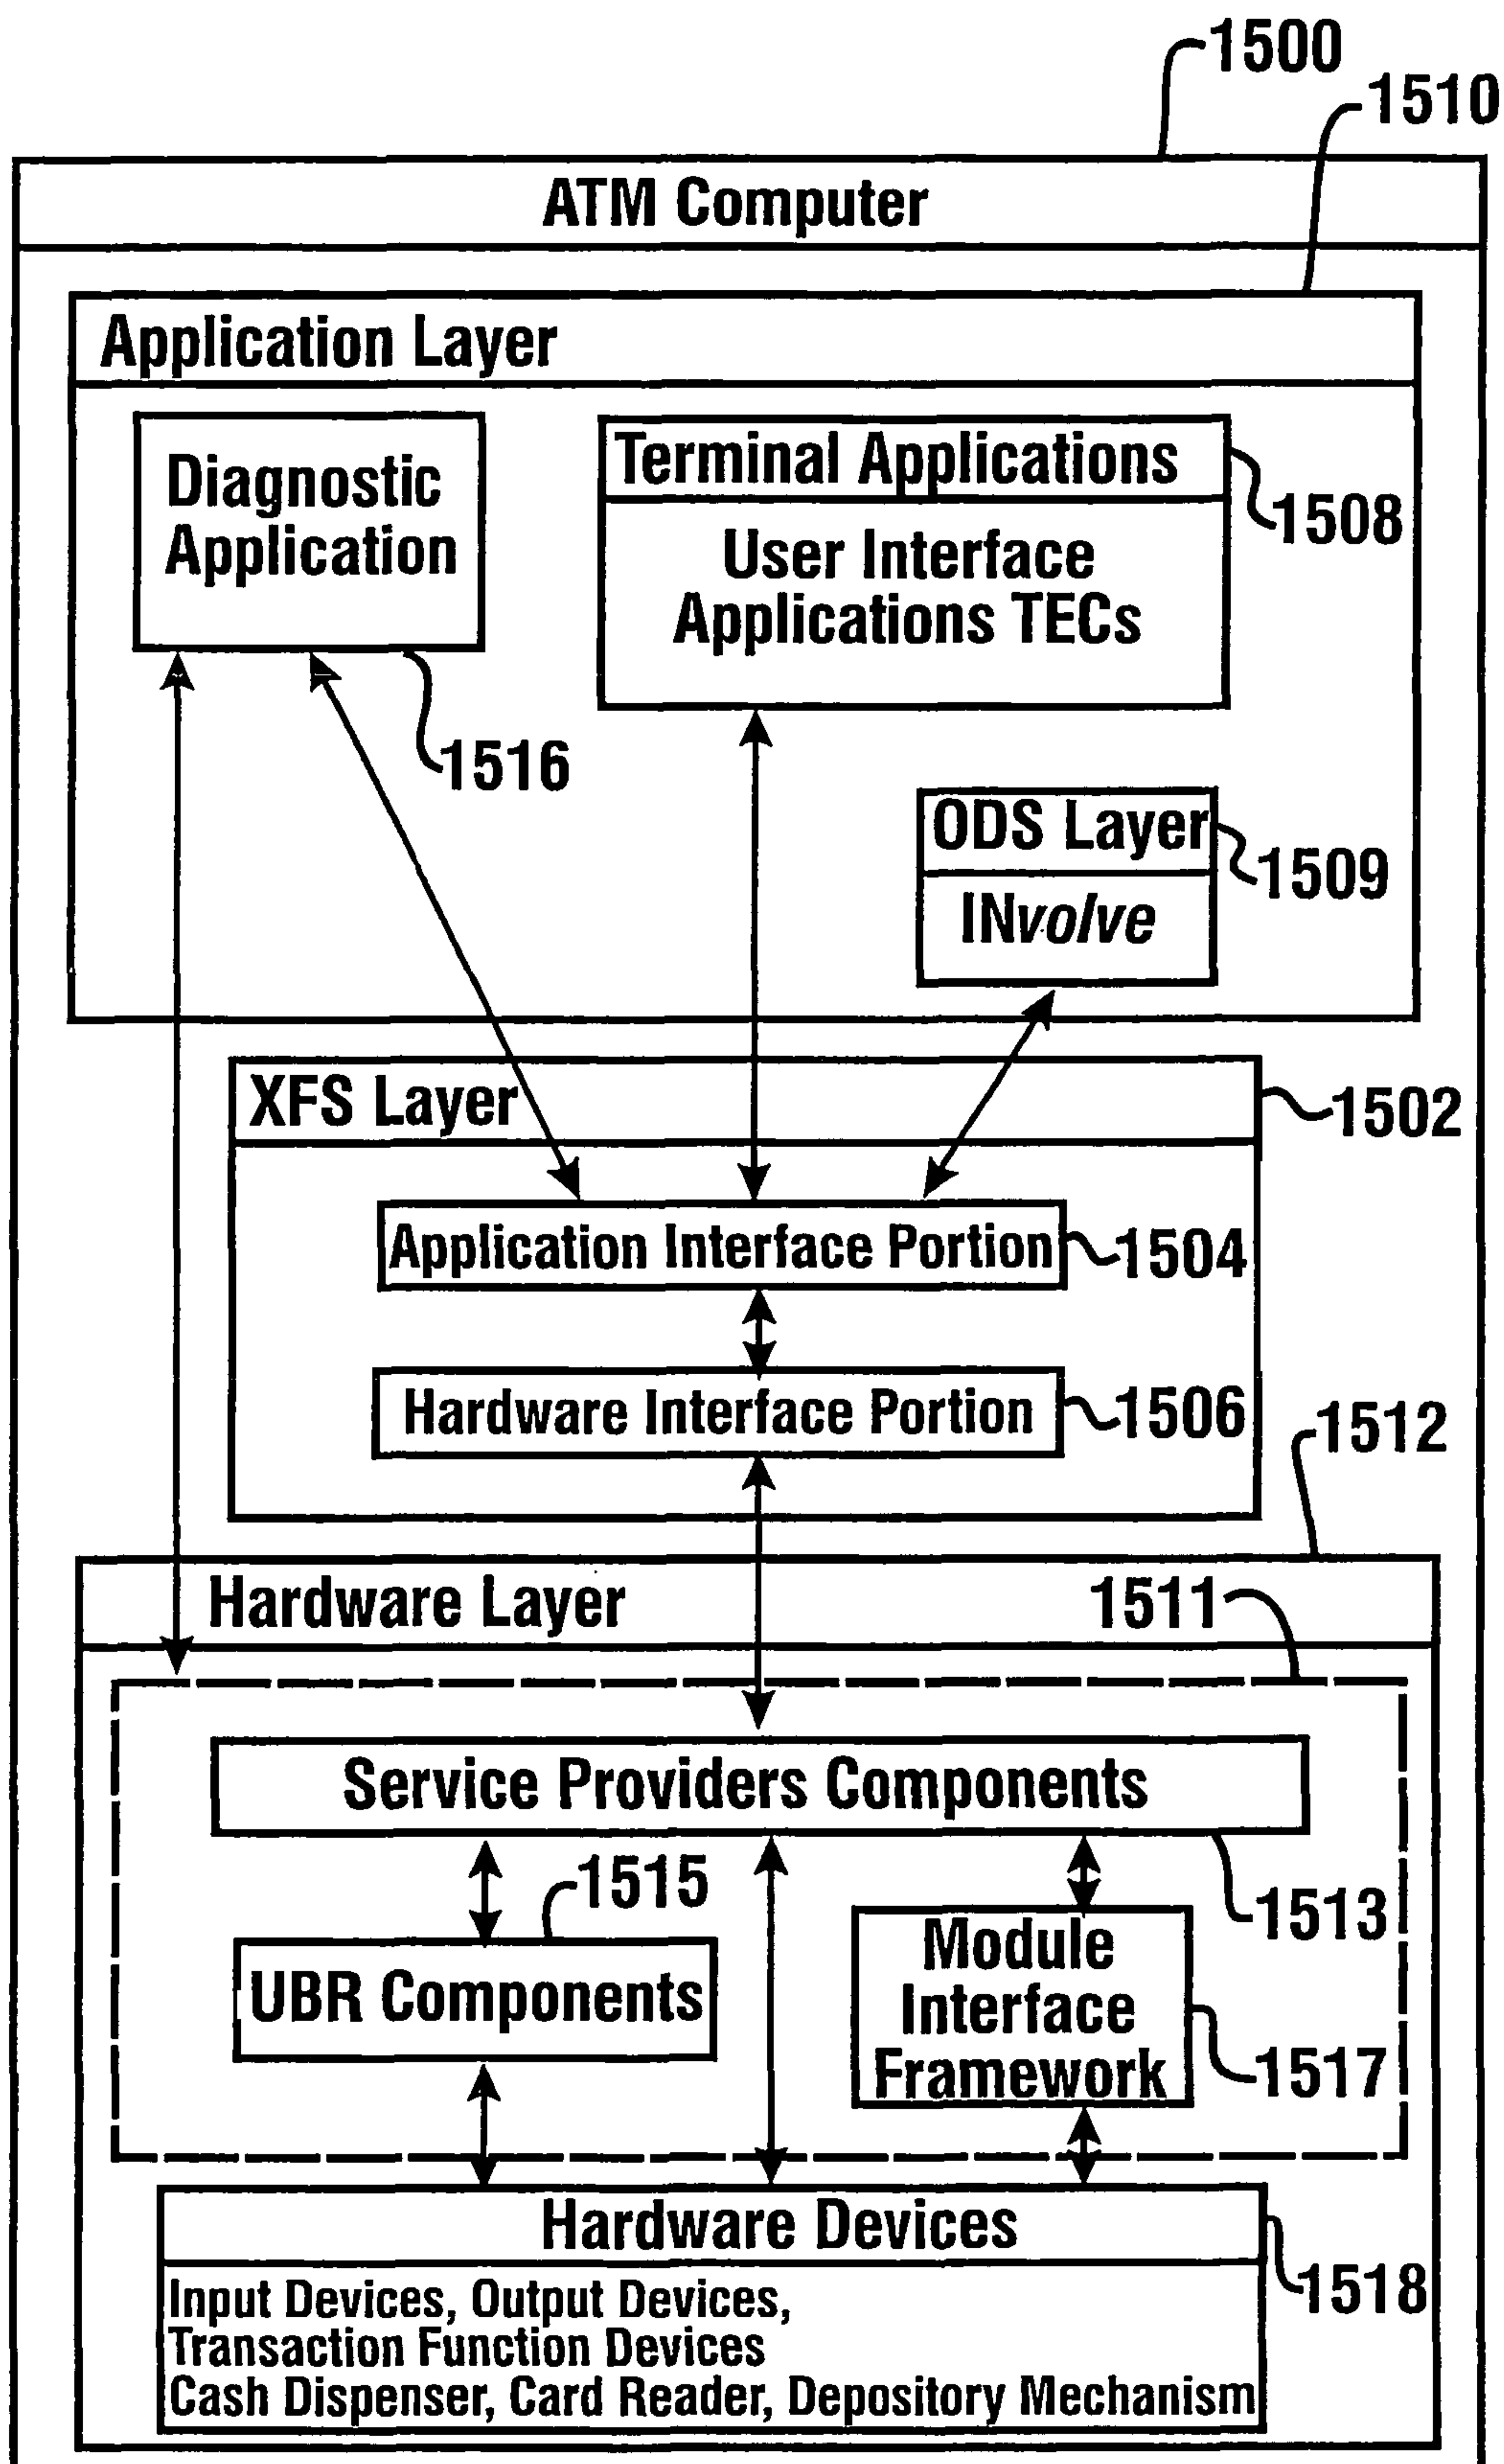 1500
1510
ATM Computer
Application Layer
Diagnostic
Application
Terminal Applications
1508
User Interface
Applications TECs
1516
ODS Layer
1509
INvolve
XFS Layer
1502
Application Interface Portion
1504
Hardware Interface Portion
1506
1512
Hardware Layer
1511
Service Providers Components
1515
1513
UBR Components
Module
Interface
Framework
1517
Hardware Devices
1518
Input Devices, Output Devices,
Transaction Function Devices
Cash Dispenser, Card Reader, Depository Mechanism